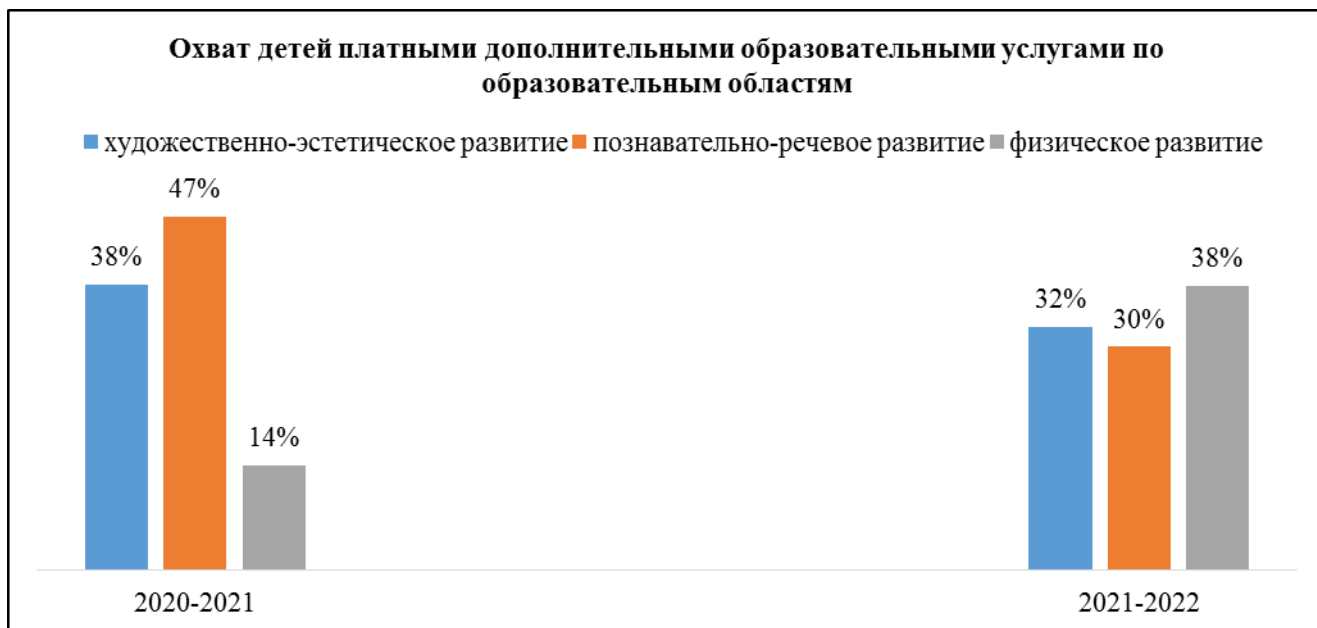 Охват детей платными дополнительными образовательными услугами по
образовательным областям
художественно-эстетическое развитие познавательно-речевое развитие физическое развитие
47%
38%
14%
38%
32%
30%
2020-2021
2021-2022